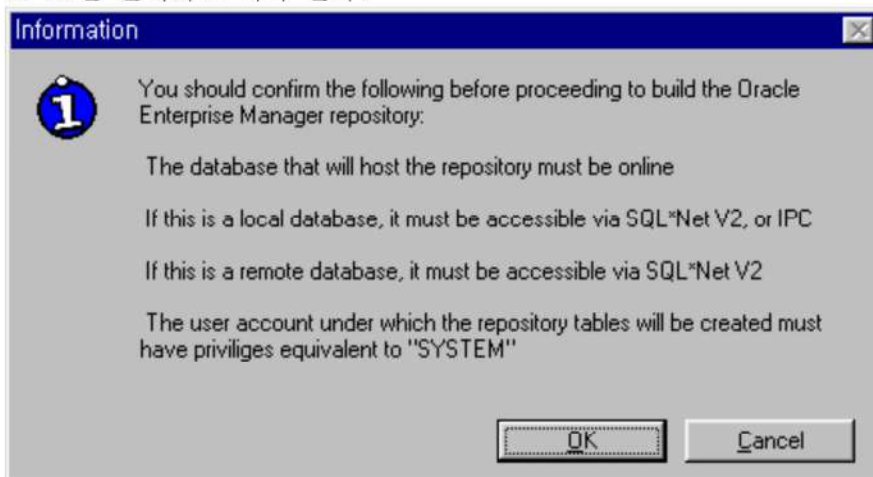 Information
You should confirm the following before proceeding to build the Oracle
Enterprise Manager repository:
The database that will host the repository must be online
If this is a local database, it must be accessible via SQL*Net V2, or IPC
If this is a remote database, it must be accessible via SQL*Net V2
The user account under which the repository tables will be created must
have priviliges equivalent to "SYSTEM"
OK
Cancel